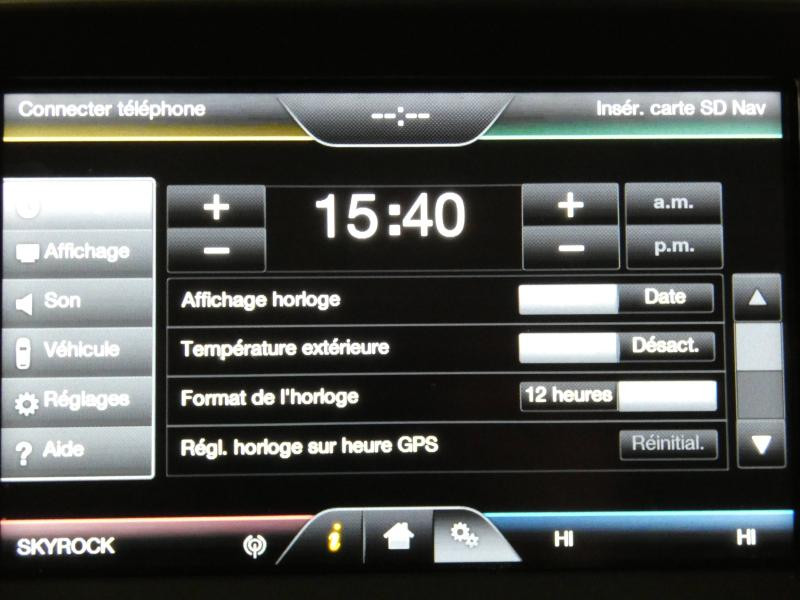 Connecter téléphone
--:--
Insér. carte SD Nav
+
15:40
+
a.m.
Affichage
−
−
p.m.
Son
Affichage horloge
Date
Véhicule
Température extérieure
Désact.
Réglages
Format de l'horloge
12 heures
? Aide
Régl. horloge sur heure GPS
Réinitial.
SKYROCK
i
HI
HI